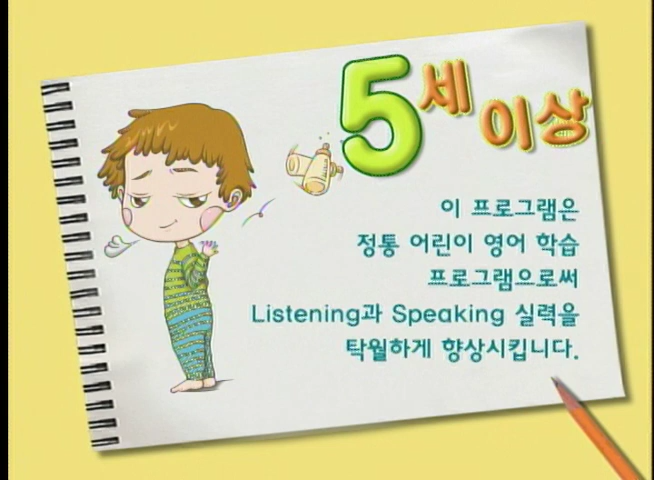 5세 이상
이 프로그램은
정통 어린이 영어 학습
프로그램으로써
Listening과 Speaking 실력을
탁월하게 향상시킵니다.